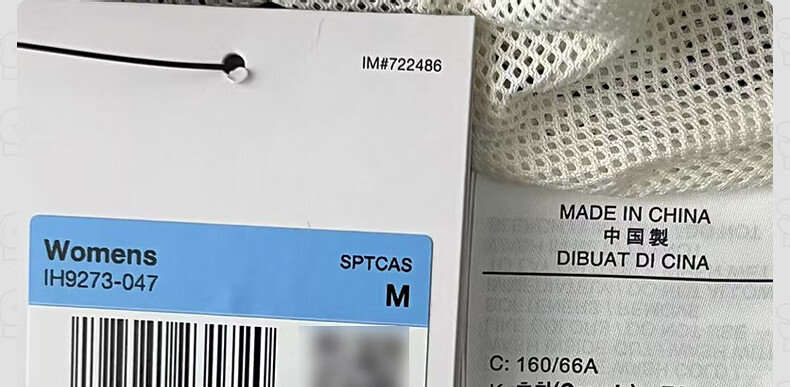 IM#722486
Womens
IH9273-047
SPTCAS
M
MADE IN CHINA
中国製
DIBUAT DI CINA
C: 160/66A